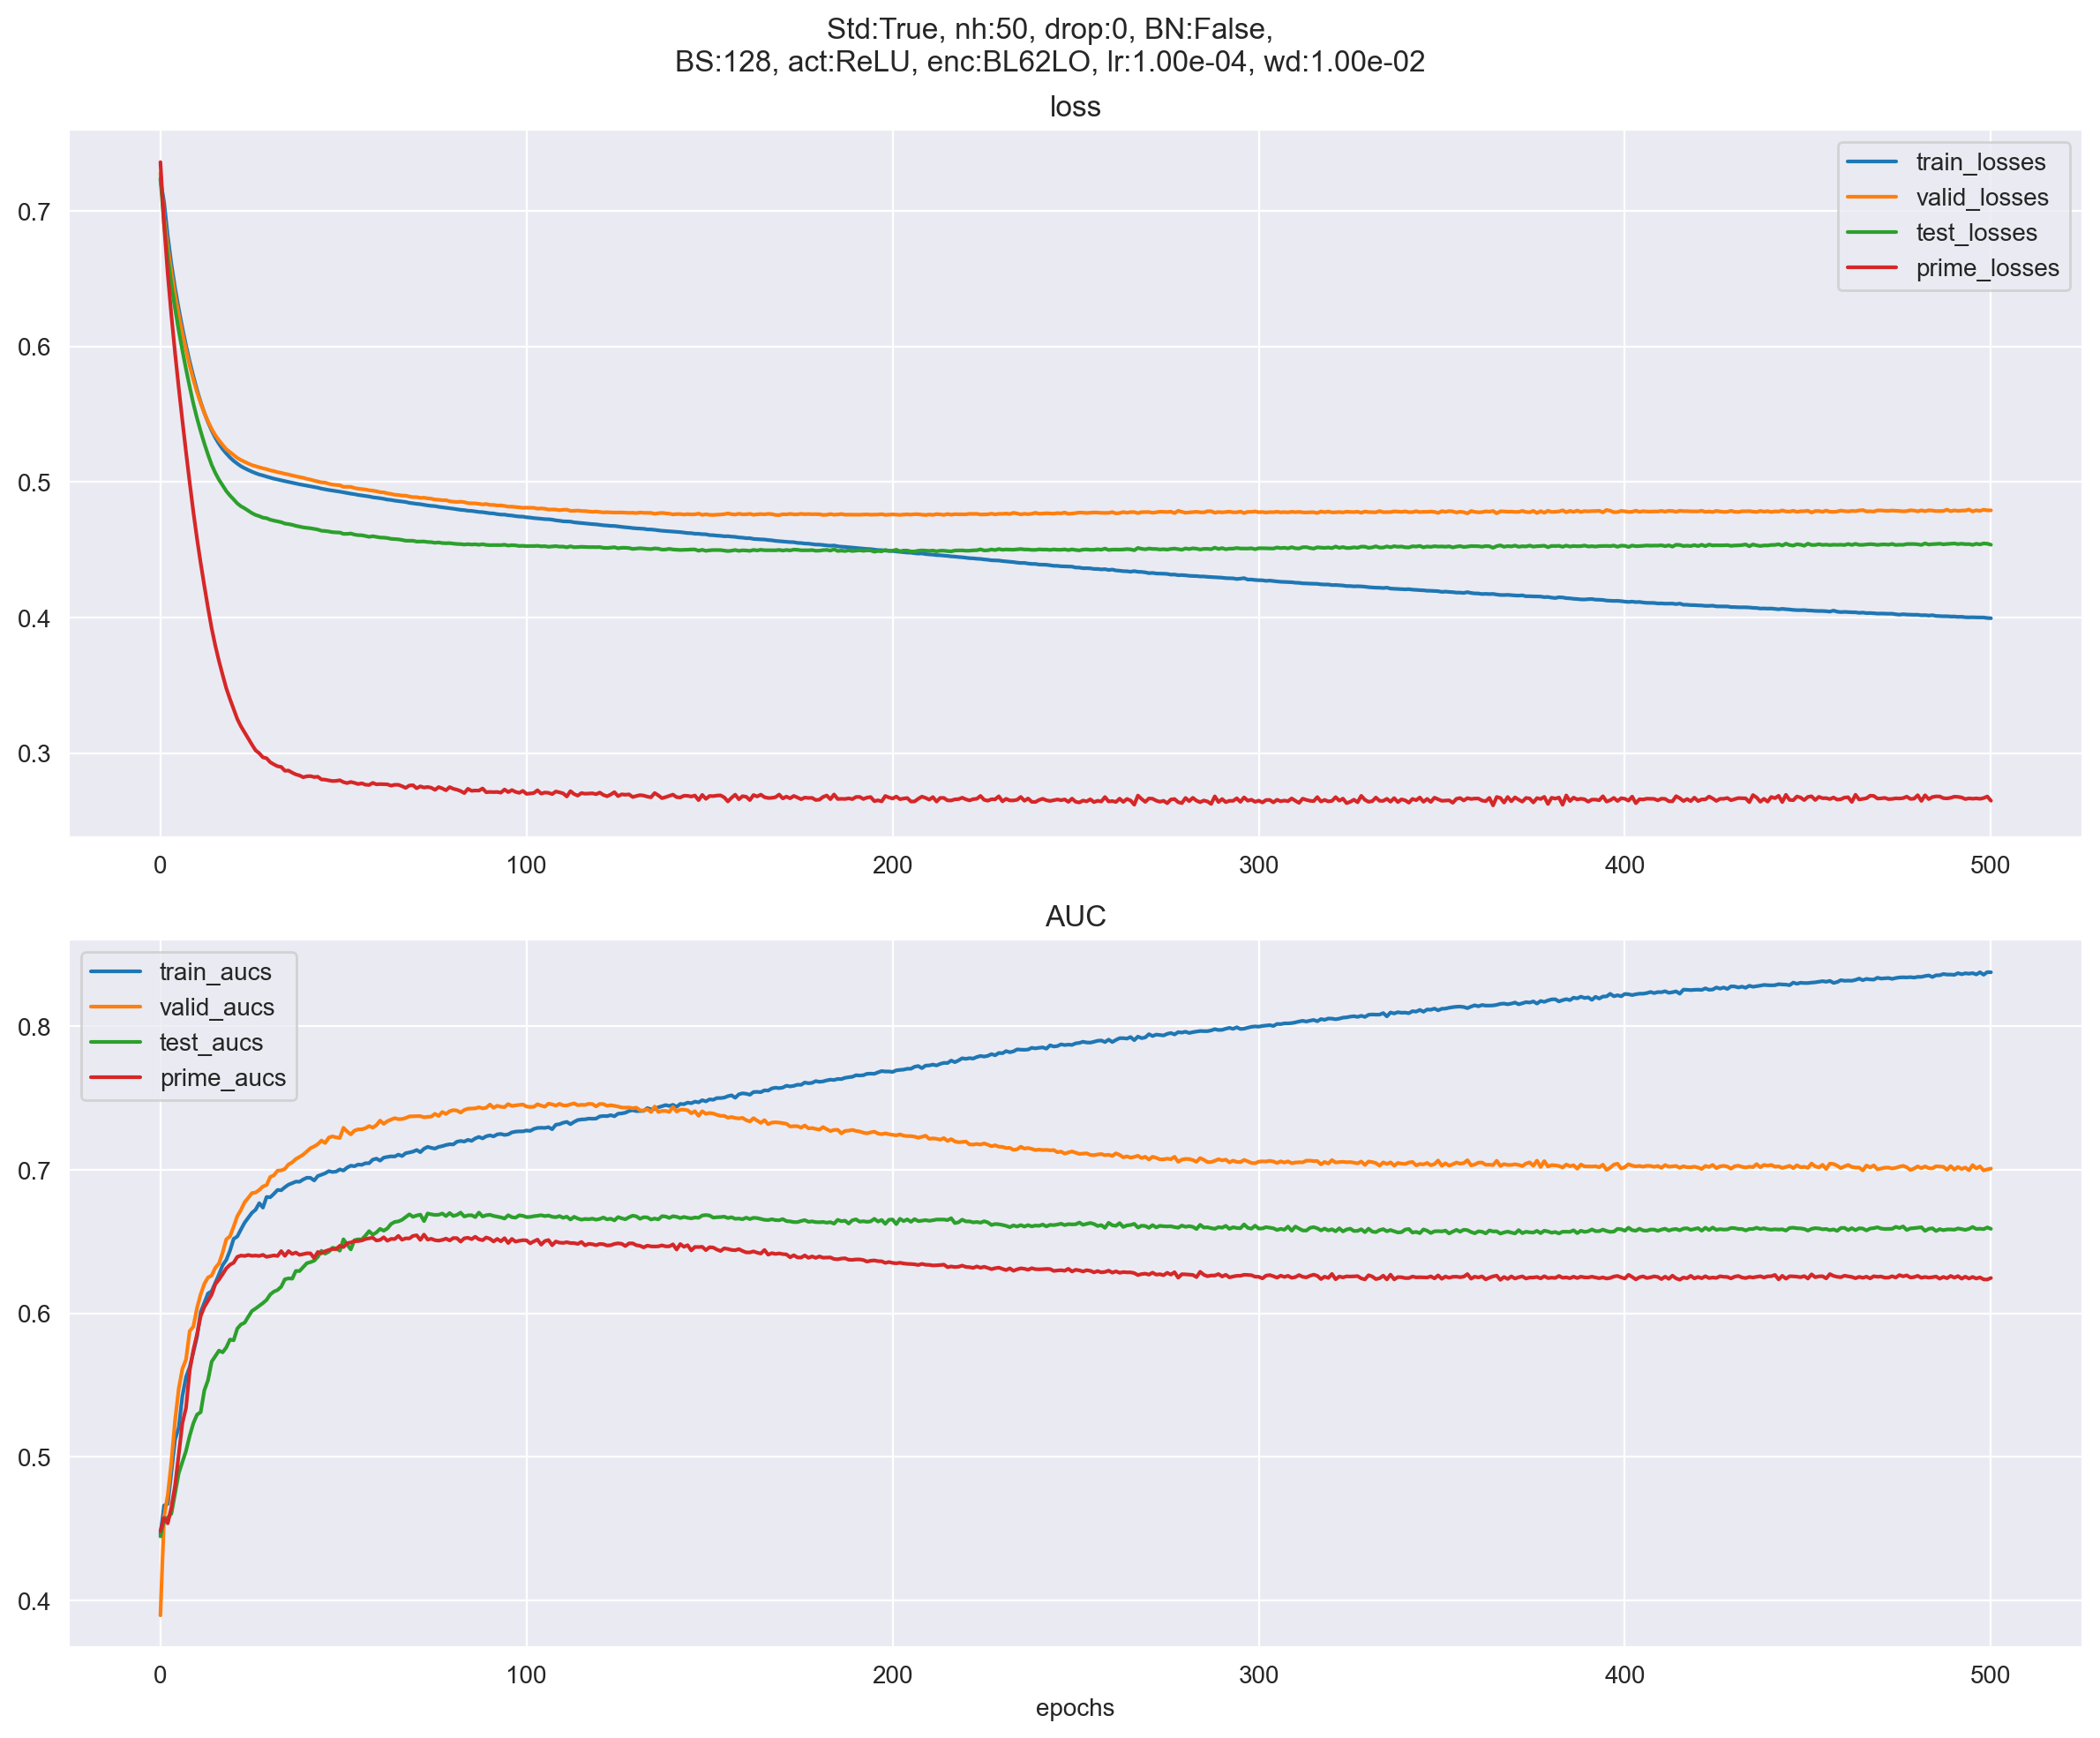 Std:True, nh:50, drop:0, BN:False,
BS:128, act:ReLU, enc:BL62LO, lr:1.00e-04, wd:1.00e-02
loss
train_losses
valid_losses
test_losses
prime_losses
0.7
0.6
0.5
0.4
0.3
0 100 200 300 400 500
AUC
train_aucs
valid_aucs
test_aucs
prime_aucs
0.8
0.7
0.6
0.5
0.4
0 100 200 300 400 500
epochs